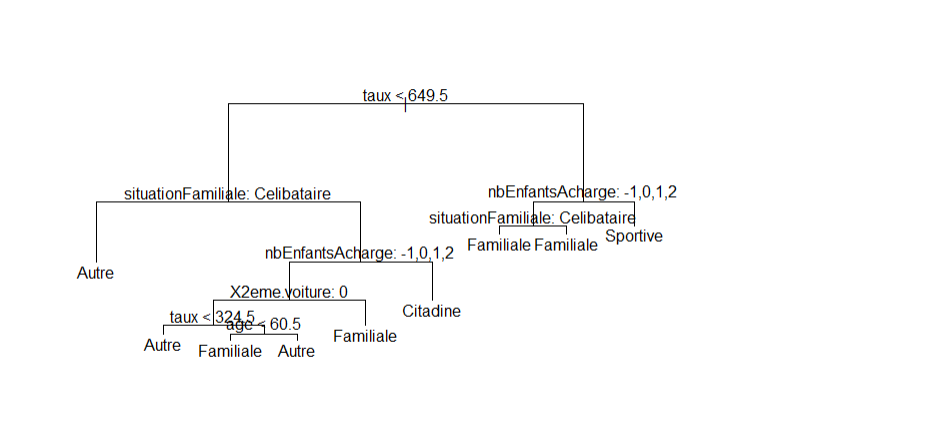 taux < 649.5
situationFamiliale: Celibataire
nbEnfantsAcharge: -1,0,1,2
situationFamiliale: Celibataire
Familiale
Familiale
Sportive
nbEnfantsAcharge: -1,0,1,2
Autre
X2eme.voiture: 0
Citadine
taux < 324.5
age < 60.5
Familiale
Autre
Familiale
Autre